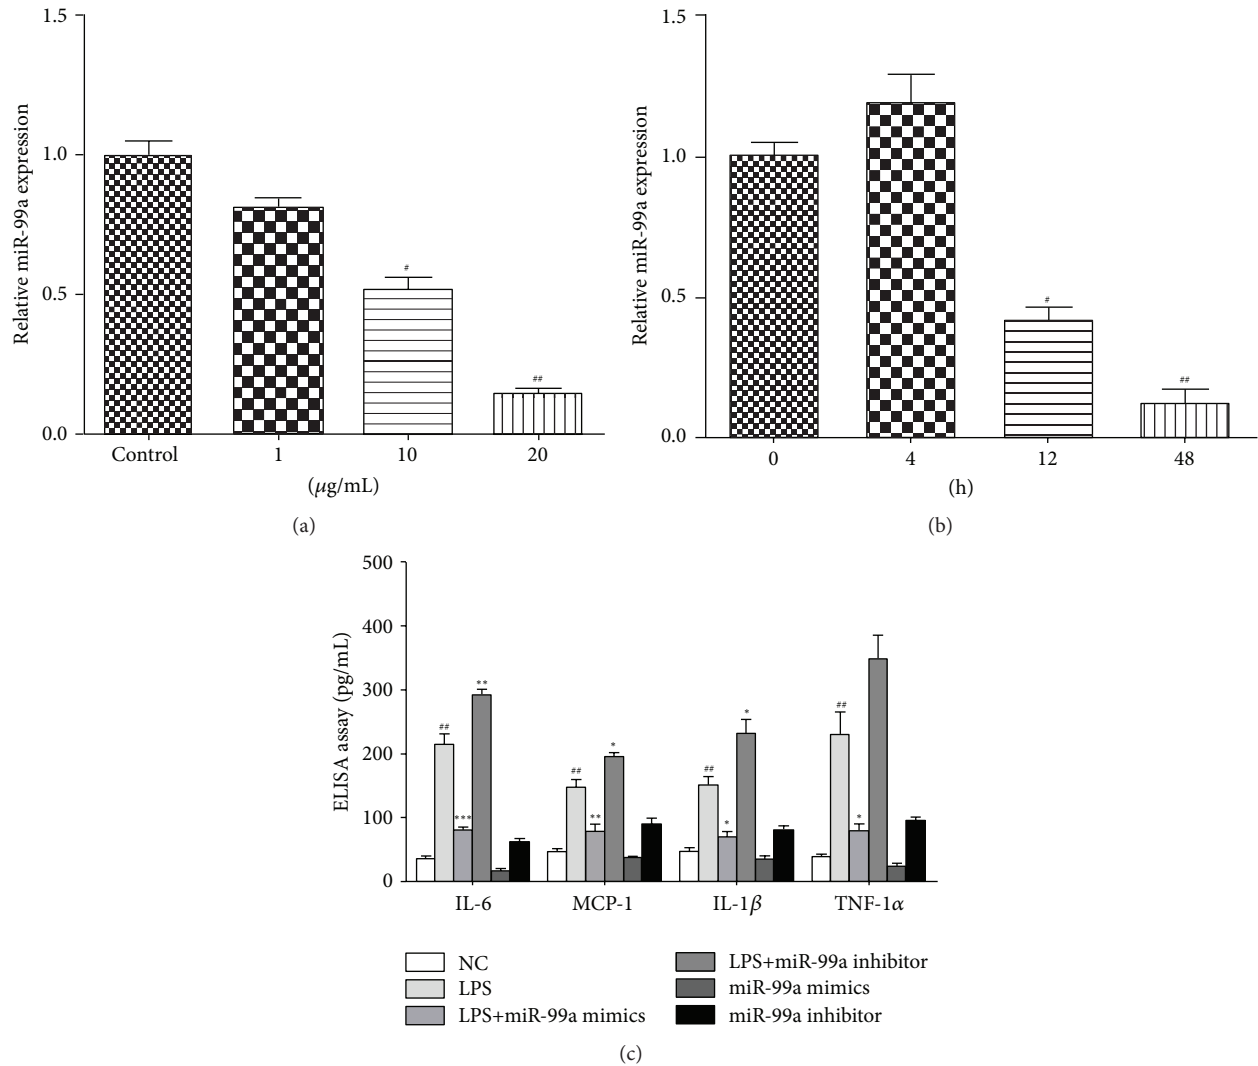 1.5
1.0
0.5
0.0
Relative miR-99a expression
#
##
Control 1 10 20
(μg/mL)
(a)
1.5
1.0
0.5
0.0
Relative miR-99a expression
#
##
0 4 12 48
(h)
(b)
500
400
300
200
100
0
ELISA assay (pg/mL)
## *** **
## ** *
## * *
## *
IL-6 MCP-1 IL-1β TNF-1α
NC
LPS
LPS+miR-99a mimics
LPS+miR-99a inhibitor
miR-99a mimics
miR-99a inhibitor
(c)